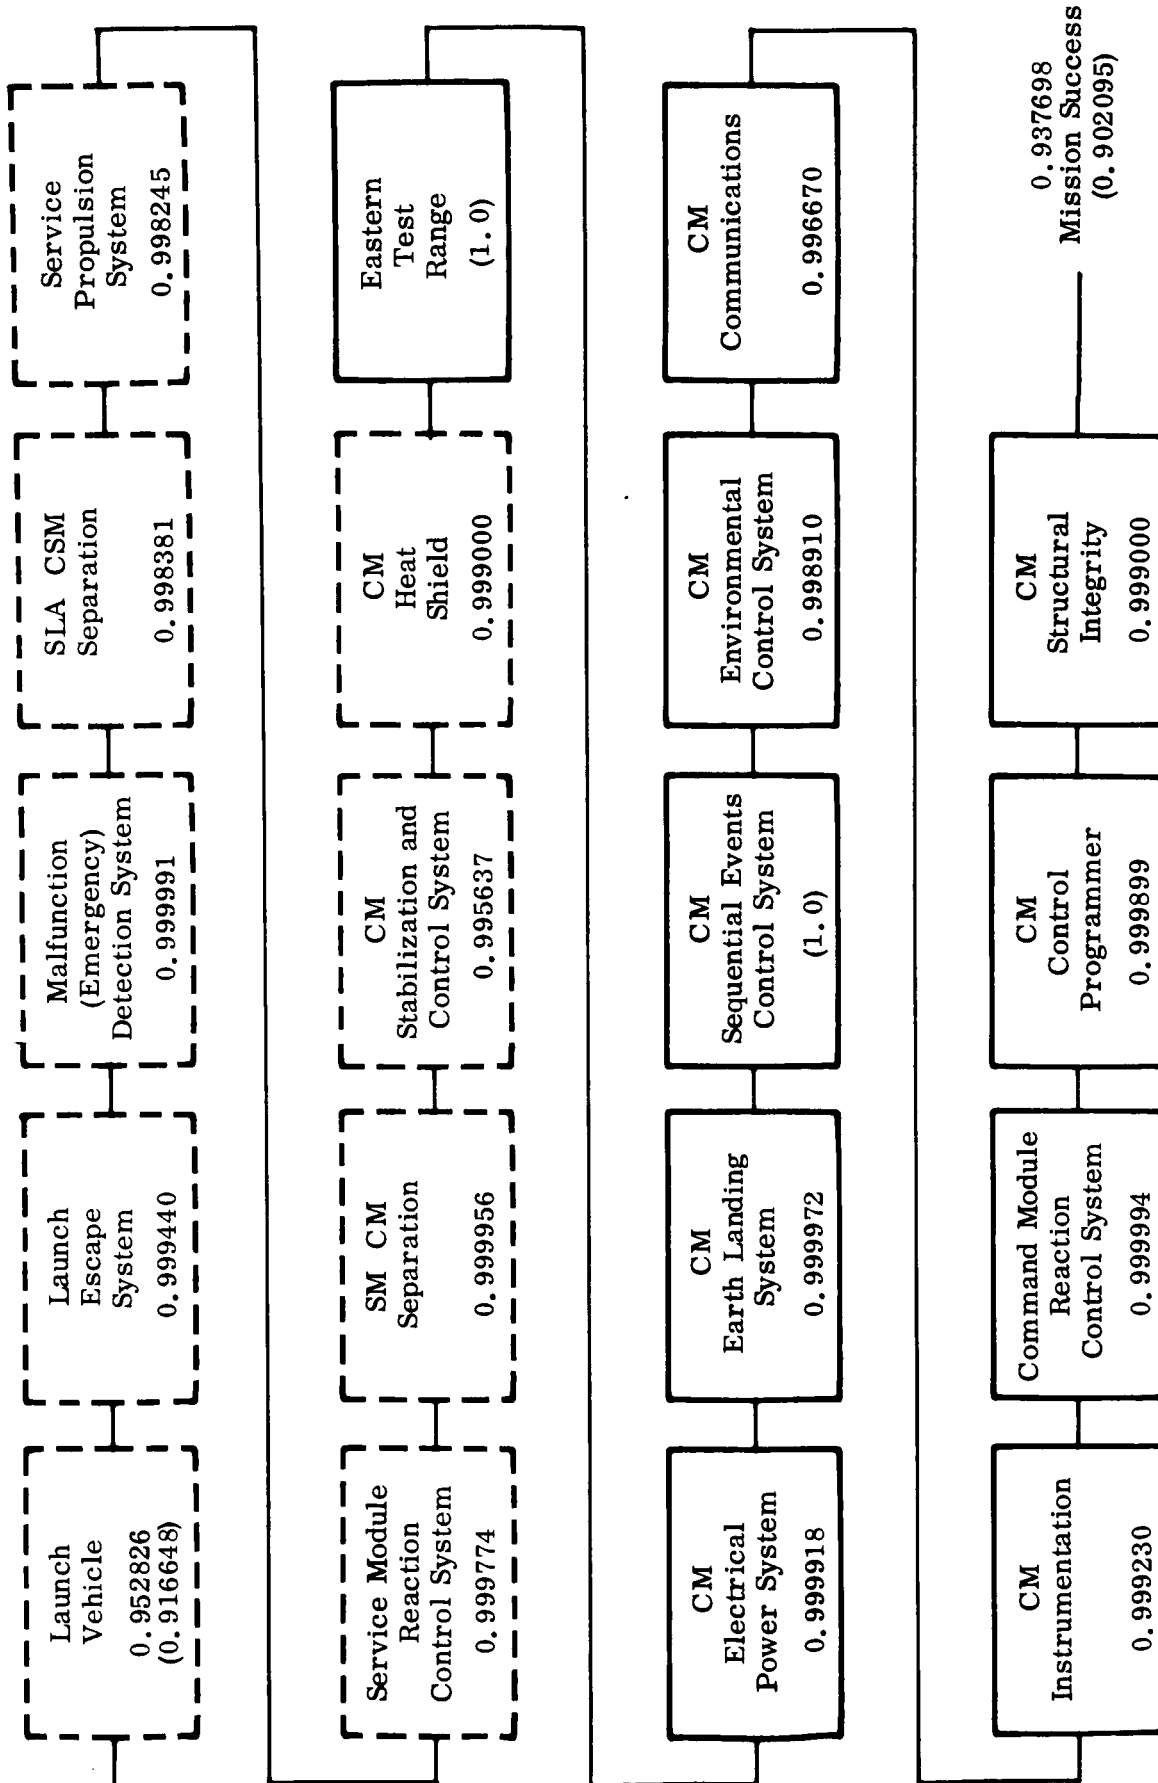 Launch
Vehicle
0.952826
(0.916648)
Launch
Escape
System
0.999440
Malfunction
(Emergency)
Detection System
0.999991
SLA CSM
Separation
0.998381
Service
Propulsion
System
0.998245
Service Module
Reaction
Control System
0.999774
SM CM
Separation
0.999956
CM
Stabilization and
Control System
0.995637
CM
Heat
Shield
0.999000
Eastern
Test
Range
(1.0)
CM
Electrical
Power System
0.999918
CM
Earth Landing
System
0.999972
CM
Sequential Events
Control System
(1.0)
CM
Environmental
Control System
0.998910
CM
Communications
0.996670
CM
Instrumentation
0.999230
Command Module
Reaction
Control System
0.999994
CM
Control
Programmer
0.999899
CM
Structural
Integrity
0.999000
0.937698
Mission Success
(0.902095)